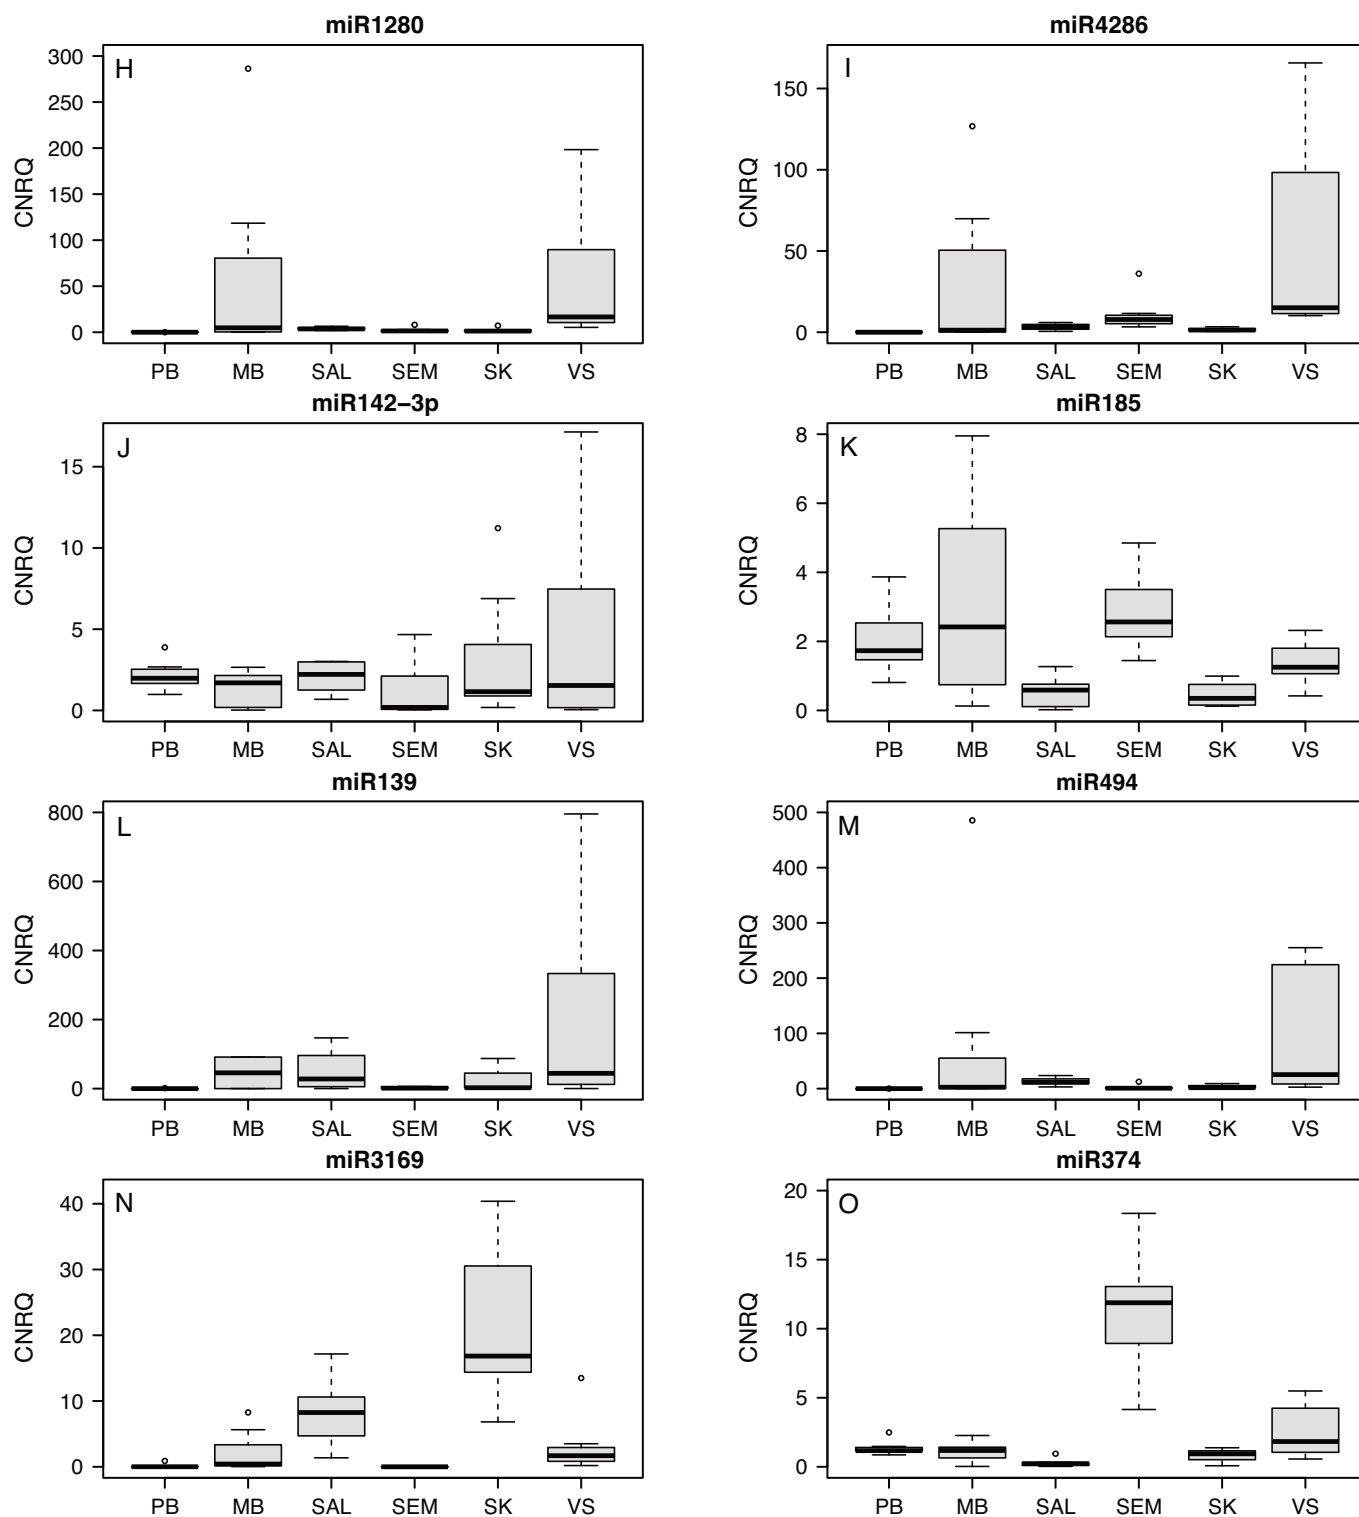 miR1280
H
CNRQ
300
250
200
150
100
50
0
PB MB SAL SEM SK VS
miR4286
I
CNRQ
150
100
50
0
PB MB SAL SEM SK VS
miR142–3p
J
CNRQ
15
10
5
0
PB MB SAL SEM SK VS
miR185
K
CNRQ
8
6
4
2
0
PB MB SAL SEM SK VS
miR139
L
CNRQ
800
600
400
200
0
PB MB SAL SEM SK VS
miR494
M
CNRQ
500
400
300
200
100
0
PB MB SAL SEM SK VS
miR3169
N
CNRQ
40
30
20
10
0
PB MB SAL SEM SK VS
miR374
O
CNRQ
20
15
10
5
0
PB MB SAL SEM SK VS